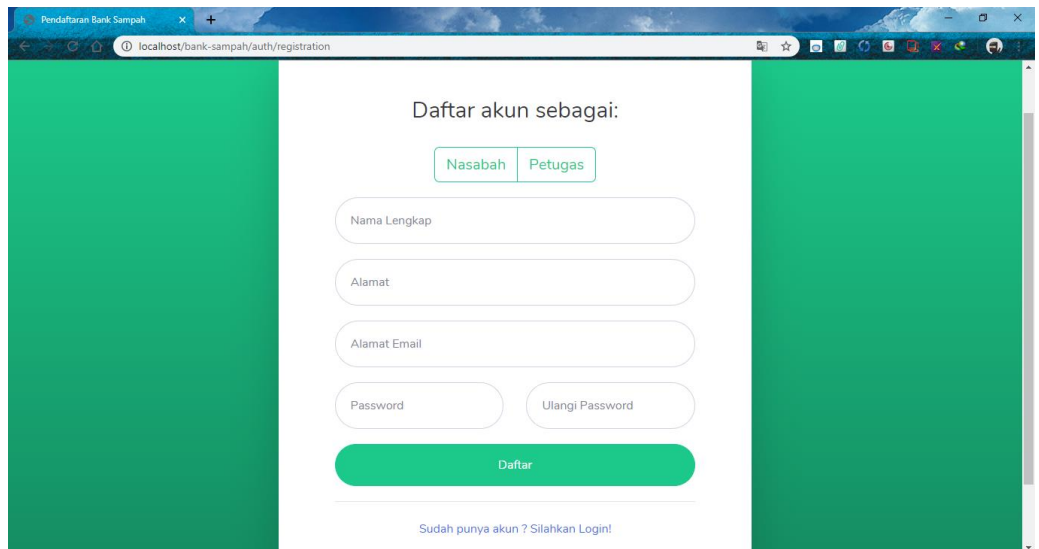 Pendaftaran Bank Sampah
localhost/bank-sampah/auth/registration
Daftar akun sebagai:
Nasabah Petugas
Nama Lengkap
Alamat
Alamat Email
Password Ulangi Password
Daftar
Sudah punya akun ? Silahkan Login!